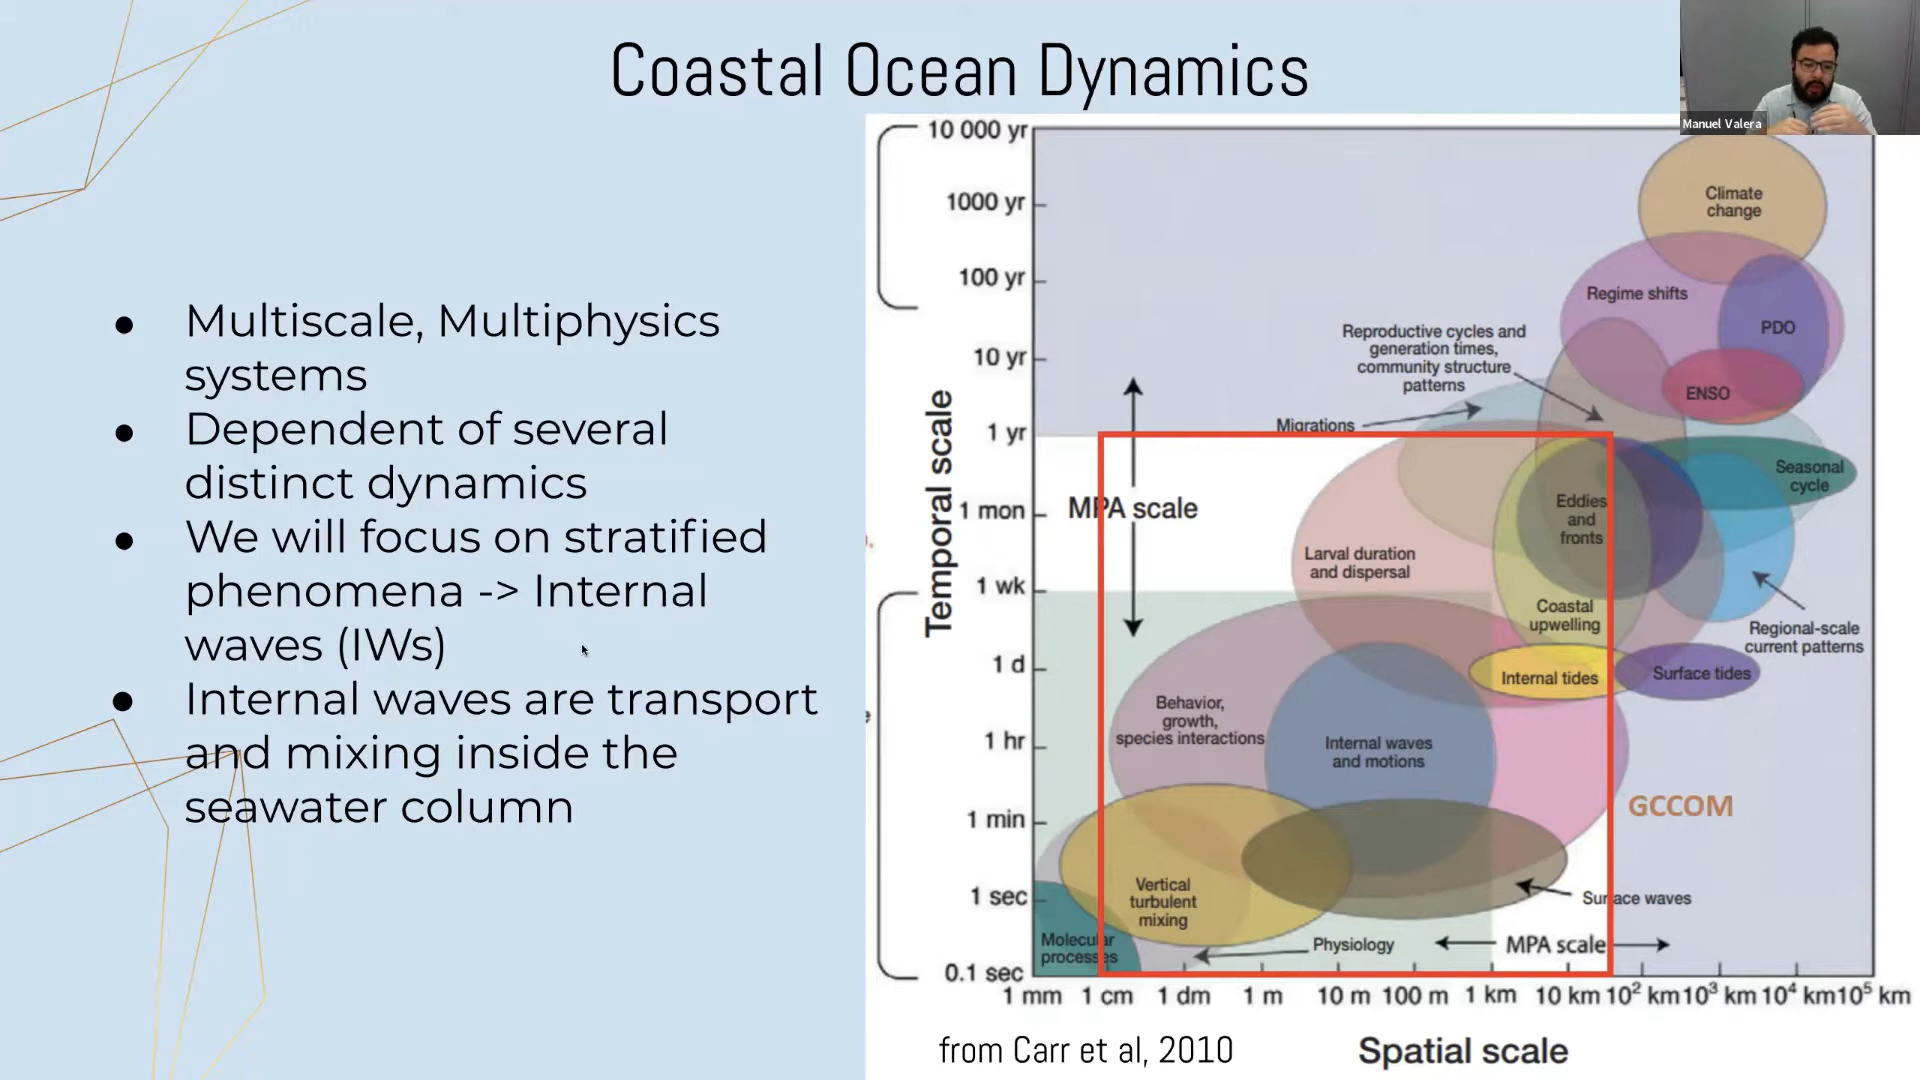 Coastal Ocean Dynamics
Manuel Valera
● Multiscale, Multiphysics
systems
● Dependent of several
distinct dynamics
● We will focus on stratified
phenomena -> Internal
waves (IWs)
● Internal waves are transport
and mixing inside the
seawater column
Temporal scale
10 000 yr
1000 yr
100 yr
10 yr
1 yr
1 mon
1 wk
1 d
1 hr
1 min
1 sec
0.1 sec
Climate
change
Regime shifts
PDO
ENSO
Reproductive cycles and
generation times,
community structure
patterns
Migrations
Seasonal
cycle
MPA scale
Eddies
and
fronts
Larval duration
and dispersal
Coastal
upwelling
Regional-scale
current patterns
Internal tides
Surface tides
Behavior,
growth,
species interactions
Internal waves
and motions
GCCOM
Vertical
turbulent
mixing
Surface waves
Molecular
processes
Physiology
MPA scale
1 mm 1 cm 1 dm 1 m 10 m 100 m 1 km 10 km 10² km 10³ km 10⁴ km 10⁵ km
from Carr et al, 2010
Spatial scale